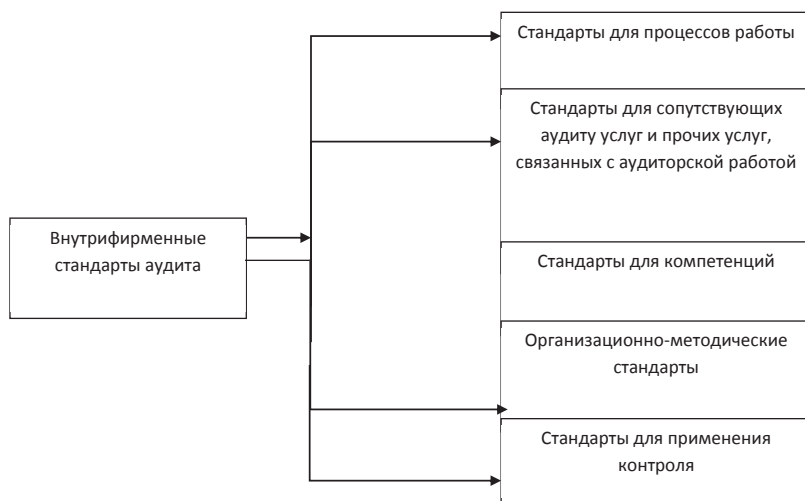 Стандарты для процессов работы
Стандарты для сопутствующих
аудиту услуг и прочих услуг,
связанных с аудиторской работой
Внутрифирменные
стандарты аудита
Стандарты для компетенций
Организационно-методические
стандарты
Стандарты для применения
контроля